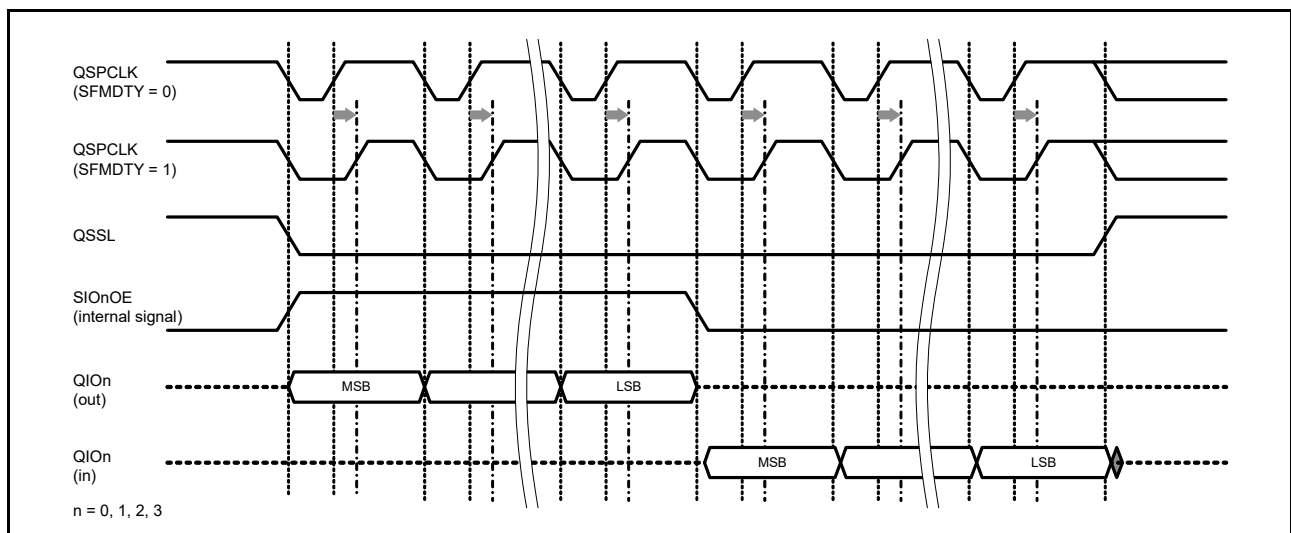 QSPCLK
(SFMDTY = 0)
QSPCLK
(SFMDTY = 1)
QSSL
SIOnOE
(internal signal)
QIOn
(out)
MSB
LSB
QIOn
(in)
MSB
LSB
n = 0, 1, 2, 3